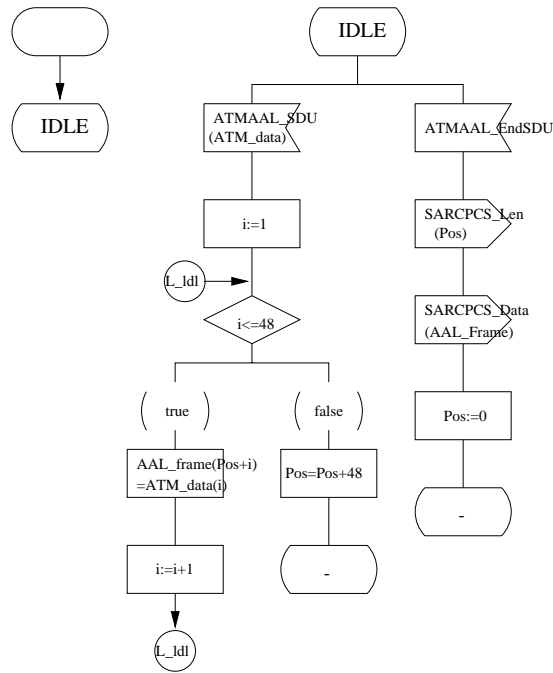 IDLE
IDLE
ATMAAL_SDU
(ATM_data)
i:=1
L_ldl
i<=48
true
false
AAL_frame(Pos+i)
=ATM_data(i)
Pos=Pos+48
i:=i+1
-
L_ldl
ATMAAL_EndSDU
SARCPCS_Len
(Pos)
SARCPCS_Data
(AAL_Frame)
Pos:=0
-